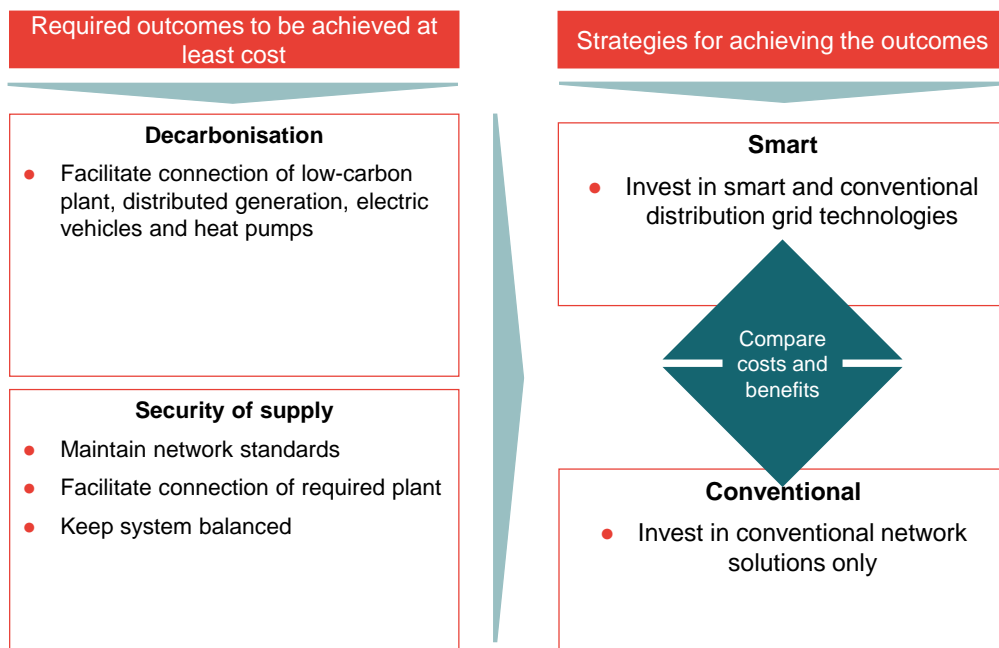 Required outcomes to be achieved at
least cost
Decarbonisation
● Facilitate connection of low-carbon
plant, distributed generation, electric
vehicles and heat pumps
Security of supply
● Maintain network standards
● Facilitate connection of required plant
● Keep system balanced
Strategies for achieving the outcomes
Smart
● Invest in smart and conventional
distribution grid technologies
Compare
costs and
benefits
Conventional
● Invest in conventional network
solutions only